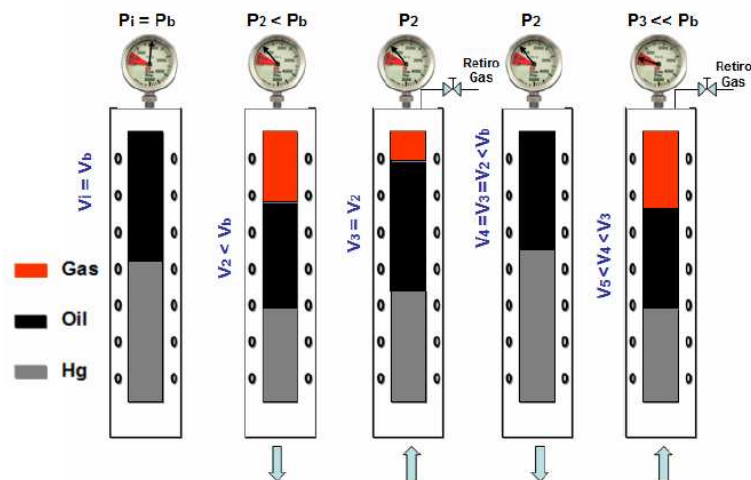 Pi = Pb
P2 < Pb
P2
P2
P3 << Pb
Retiro
Gas
Retiro
Gas
Vi = Vb
V2 < Vb
V3 = V2
V4 = V3 = V2 < Vb
V5 < V4 < V3
Gas
Oil
Hg